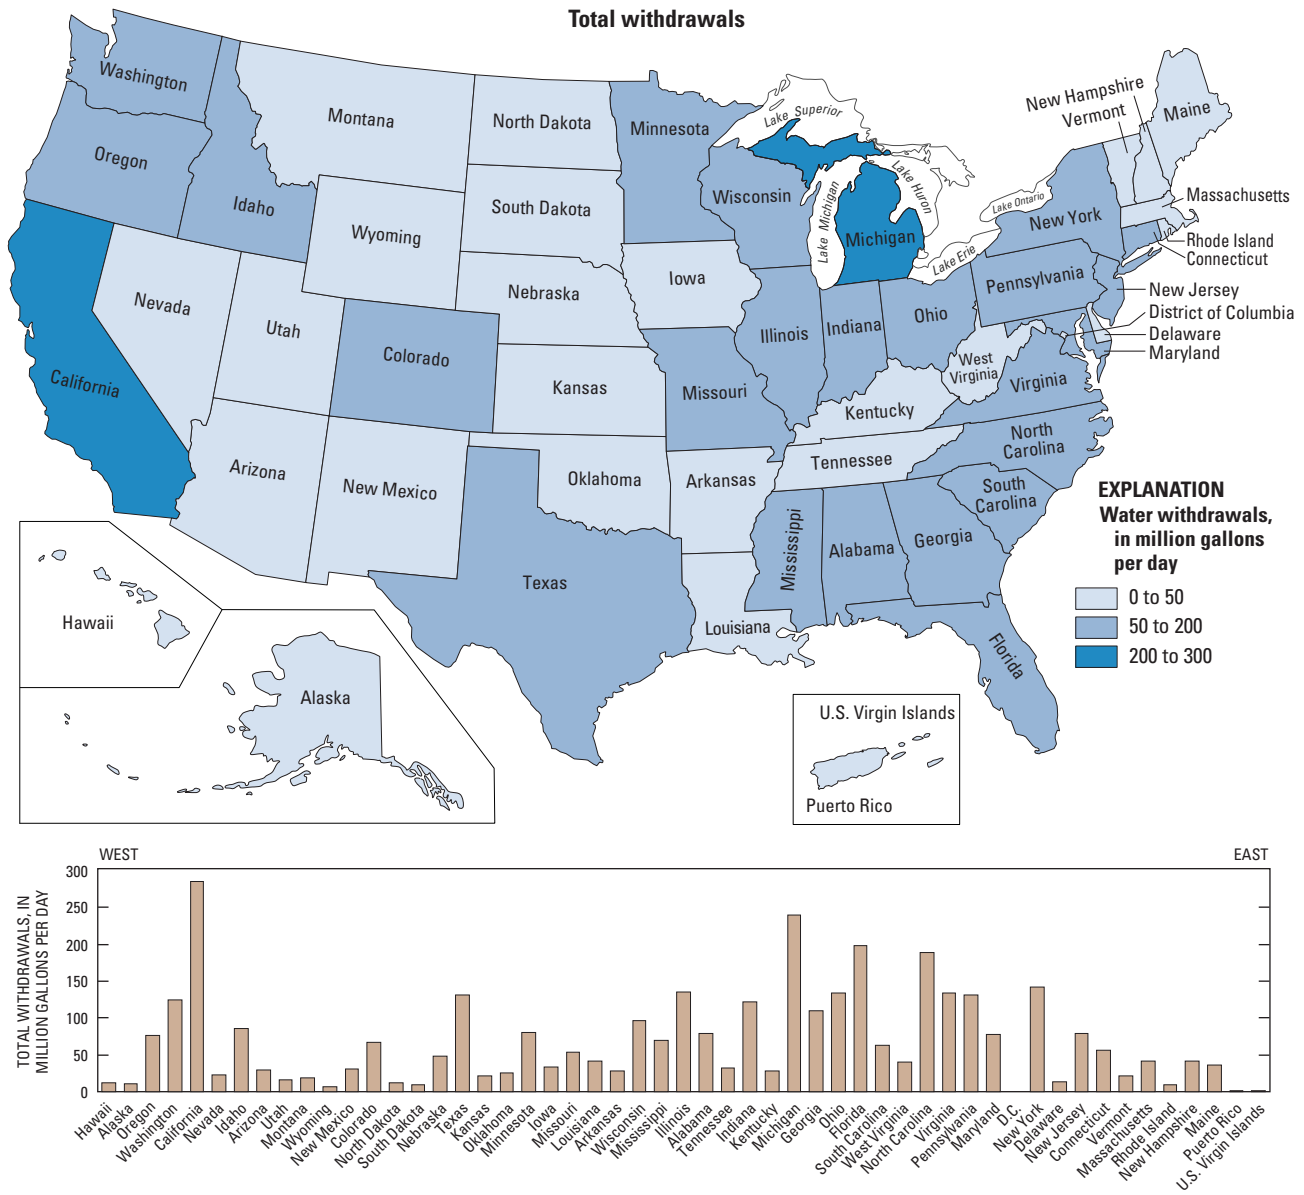 Total withdrawals
Washington
Oregon
Idaho
Montana
North Dakota
Minnesota
Lake Superior
New Hampshire
Vermont
Maine
South Dakota
Wyoming
Wisconsin
Lake Michigan
Lake Huron
Michigan
Lake Ontario
Lake Erie
New York
Massachusetts
Rhode Island
Connecticut
Nevada
Utah
Nebraska
Iowa
Pennsylvania
New Jersey
District of Columbia
Delaware
Maryland
California
Colorado
Kansas
Missouri
Illinois
Indiana
Ohio
West
Virginia
Virginia
Kentucky
North
Carolina
Tennessee
Arizona
New Mexico
Oklahoma
Arkansas
South
Carolina
Mississippi
Alabama
Georgia
Texas
Louisiana
Florida
Hawaii
Alaska
EXPLANATION
Water withdrawals,
in million gallons
per day
0 to 50
50 to 200
200 to 300
U.S. Virgin Islands
Puerto Rico
WEST
EAST
TOTAL WITHDRAWALS, IN
MILLION GALLONS PER DAY
300
250
200
150
100
50
0
Hawaii
Alaska
Oregon
Washington
California
Nevada
Idaho
Arizona
Utah
Montana
Wyoming
New Mexico
Colorado
North Dakota
South Dakota
Nebraska
Texas
Kansas
Oklahoma
Minnesota
Iowa
Missouri
Louisiana
Arkansas
Wisconsin
Mississippi
Illinois
Alabama
Tennessee
Indiana
Kentucky
Michigan
Georgia
Ohio
Florida
South Carolina
West Virginia
North Carolina
Virginia
Pennsylvania
Maryland
D.C.
New York
Delaware
New Jersey
Connecticut
Vermont
Massachusetts
Rhode Island
New Hampshire
Maine
Puerto Rico
U.S. Virgin Islands